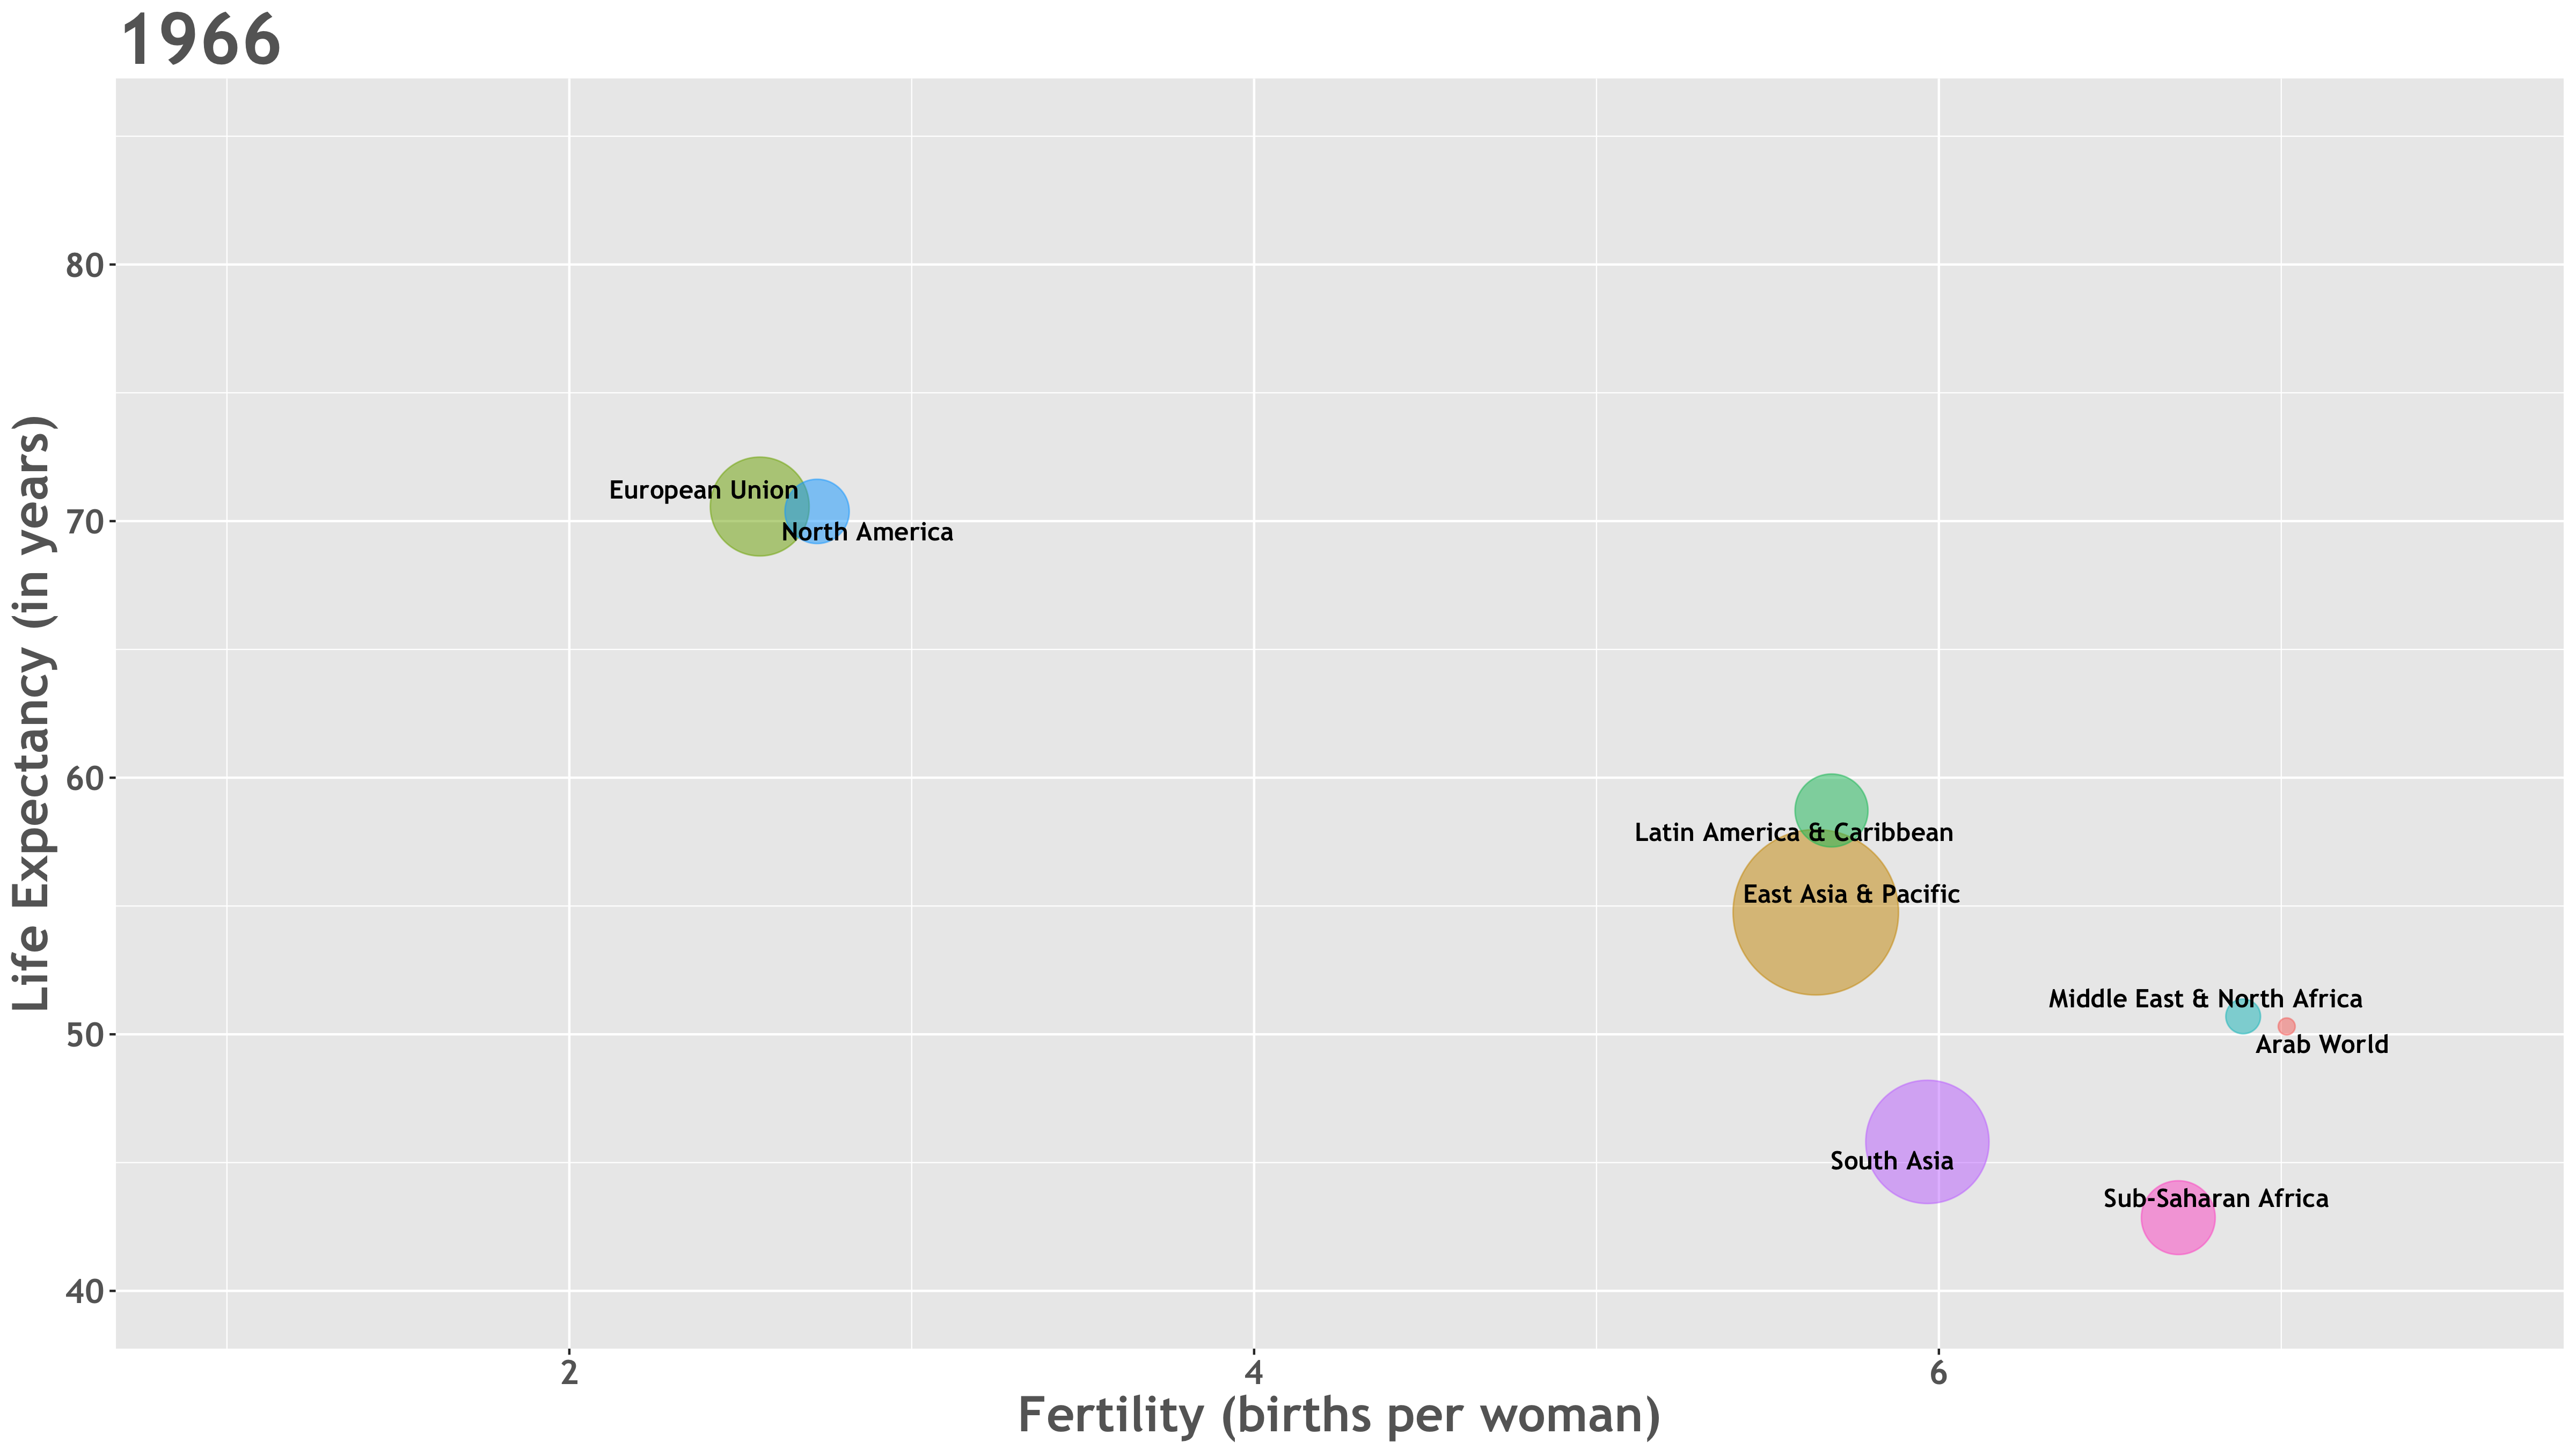 1966
Life Expectancy (in years)
80
70
60
50
40
European Union
North America
Latin America & Caribbean
East Asia & Pacific
Middle East & North Africa
Arab World
South Asia
Sub-Saharan Africa
2
4
6
Fertility (births per woman)